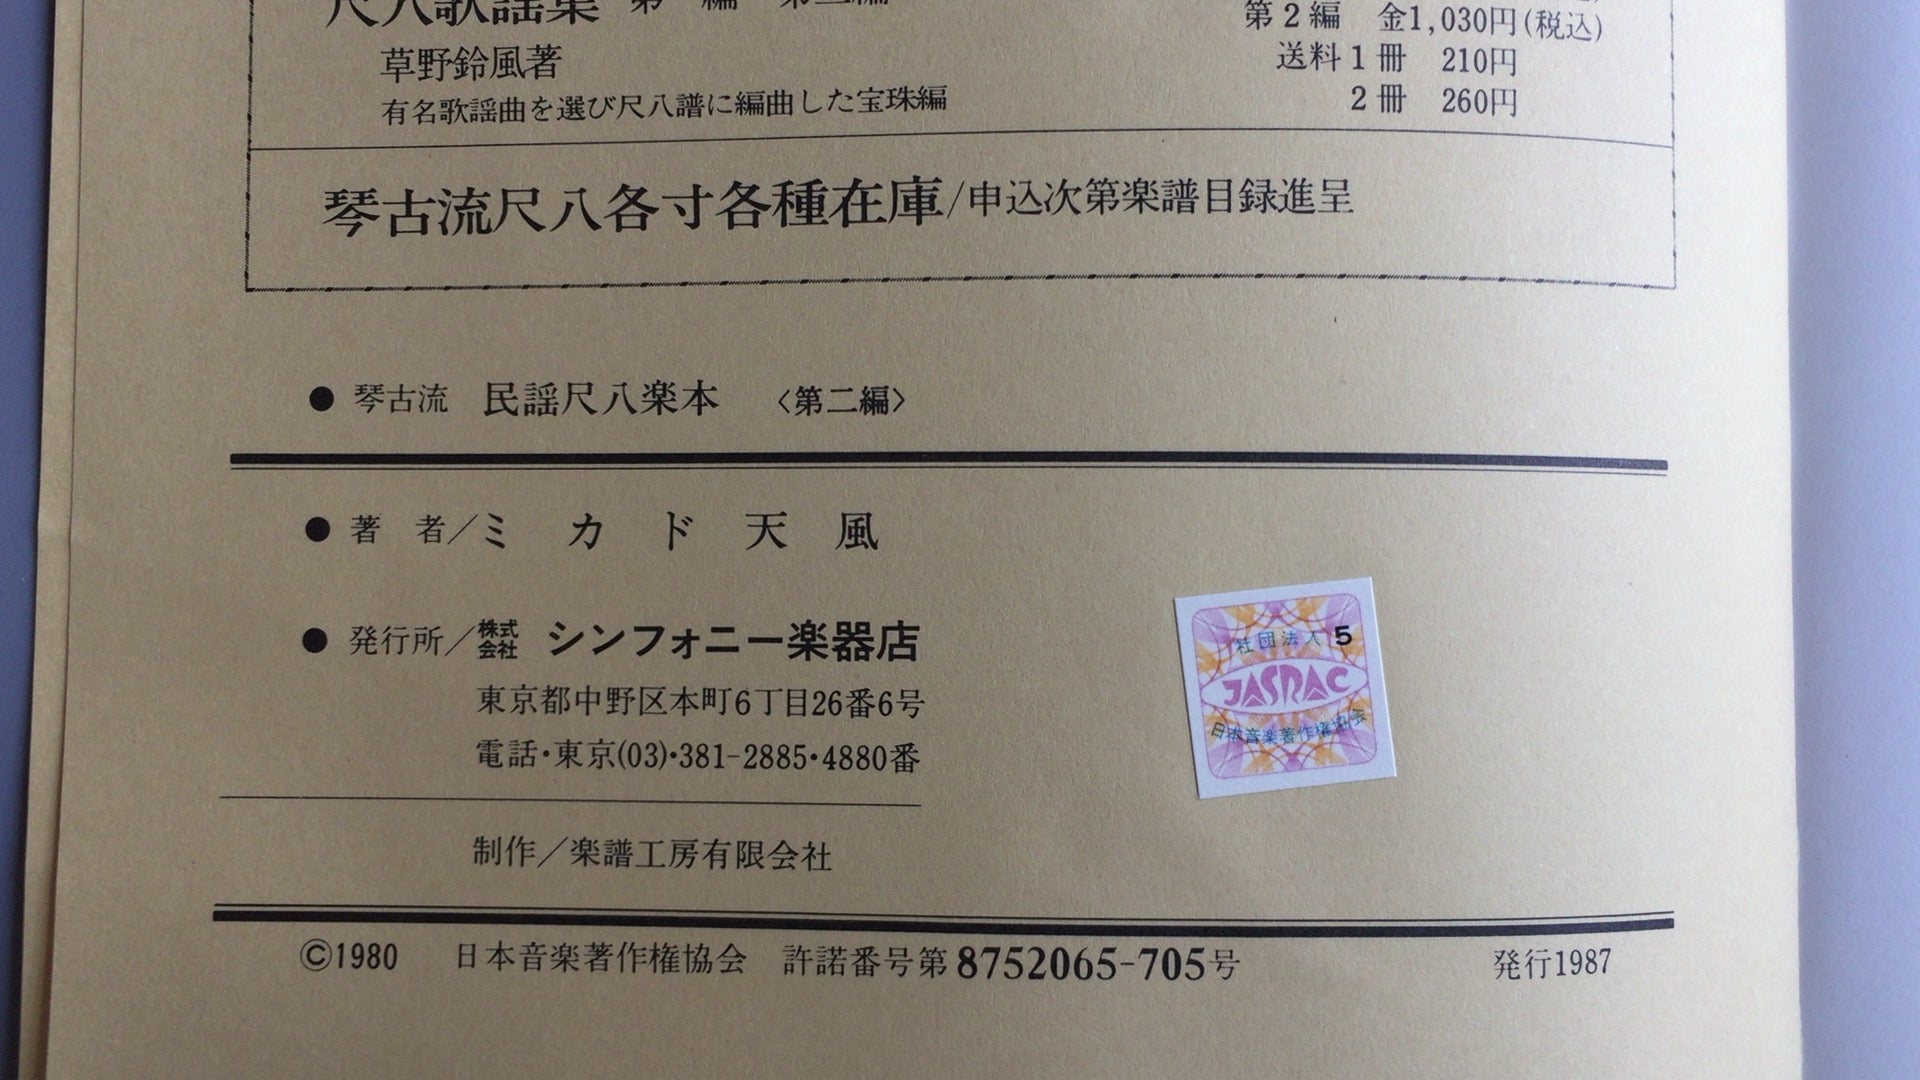 尺八歌謡集
第2編 金1,030円(税込)
草野鈴風著
送料1冊 210円
有名歌謡曲を選び尺八譜に編曲した宝珠編
2冊 260円
琴古流尺八各寸各種在庫/申込次第楽譜目録進呈
● 琴古流 民謡尺八楽本 〈第二編〉
● 著 者/ミ カ ド 天 風
● 発行所/株式会社 シンフォニー楽器店
東京都中野区本町6丁目26番6号
電話・東京(03)・381-2885・4880番
社団法人 5
JASRAC
日本音楽著作権協会
制作/楽譜工房有限会社
©1980 日本音楽著作権協会 許諾番号第8752065-705号 発行1987